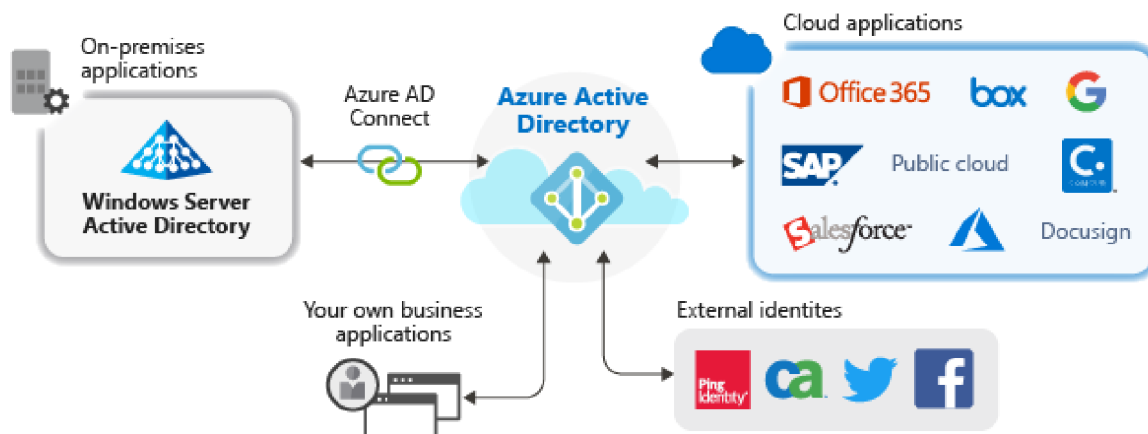 On-premises
applications
Windows Server
Active Directory
Azure AD
Connect
Azure Active
Directory
Cloud applications
Office 365
box
G
SAP
Public cloud
C.
CONCUR
salesforce
Docusign
Your own business
applications
External identites
Ping
Identity
ca
f